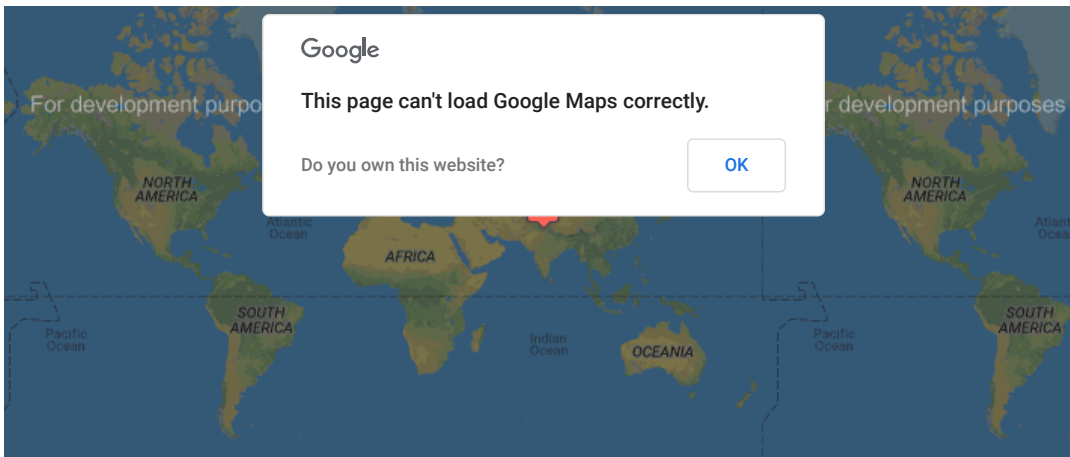 Google
This page can't load Google Maps correctly.
Do you own this website?
OK
For development purpo
r development purposes
NORTH
AMERICA
NORTH
AMERICA
Atlantic
Ocean
Atlant
Ocea
AFRICA
SOUTH
AMERICA
SOUTH
AMERICA
Pacific
Ocean
Indian
Ocean
OCEANIA
Pacific
Ocean